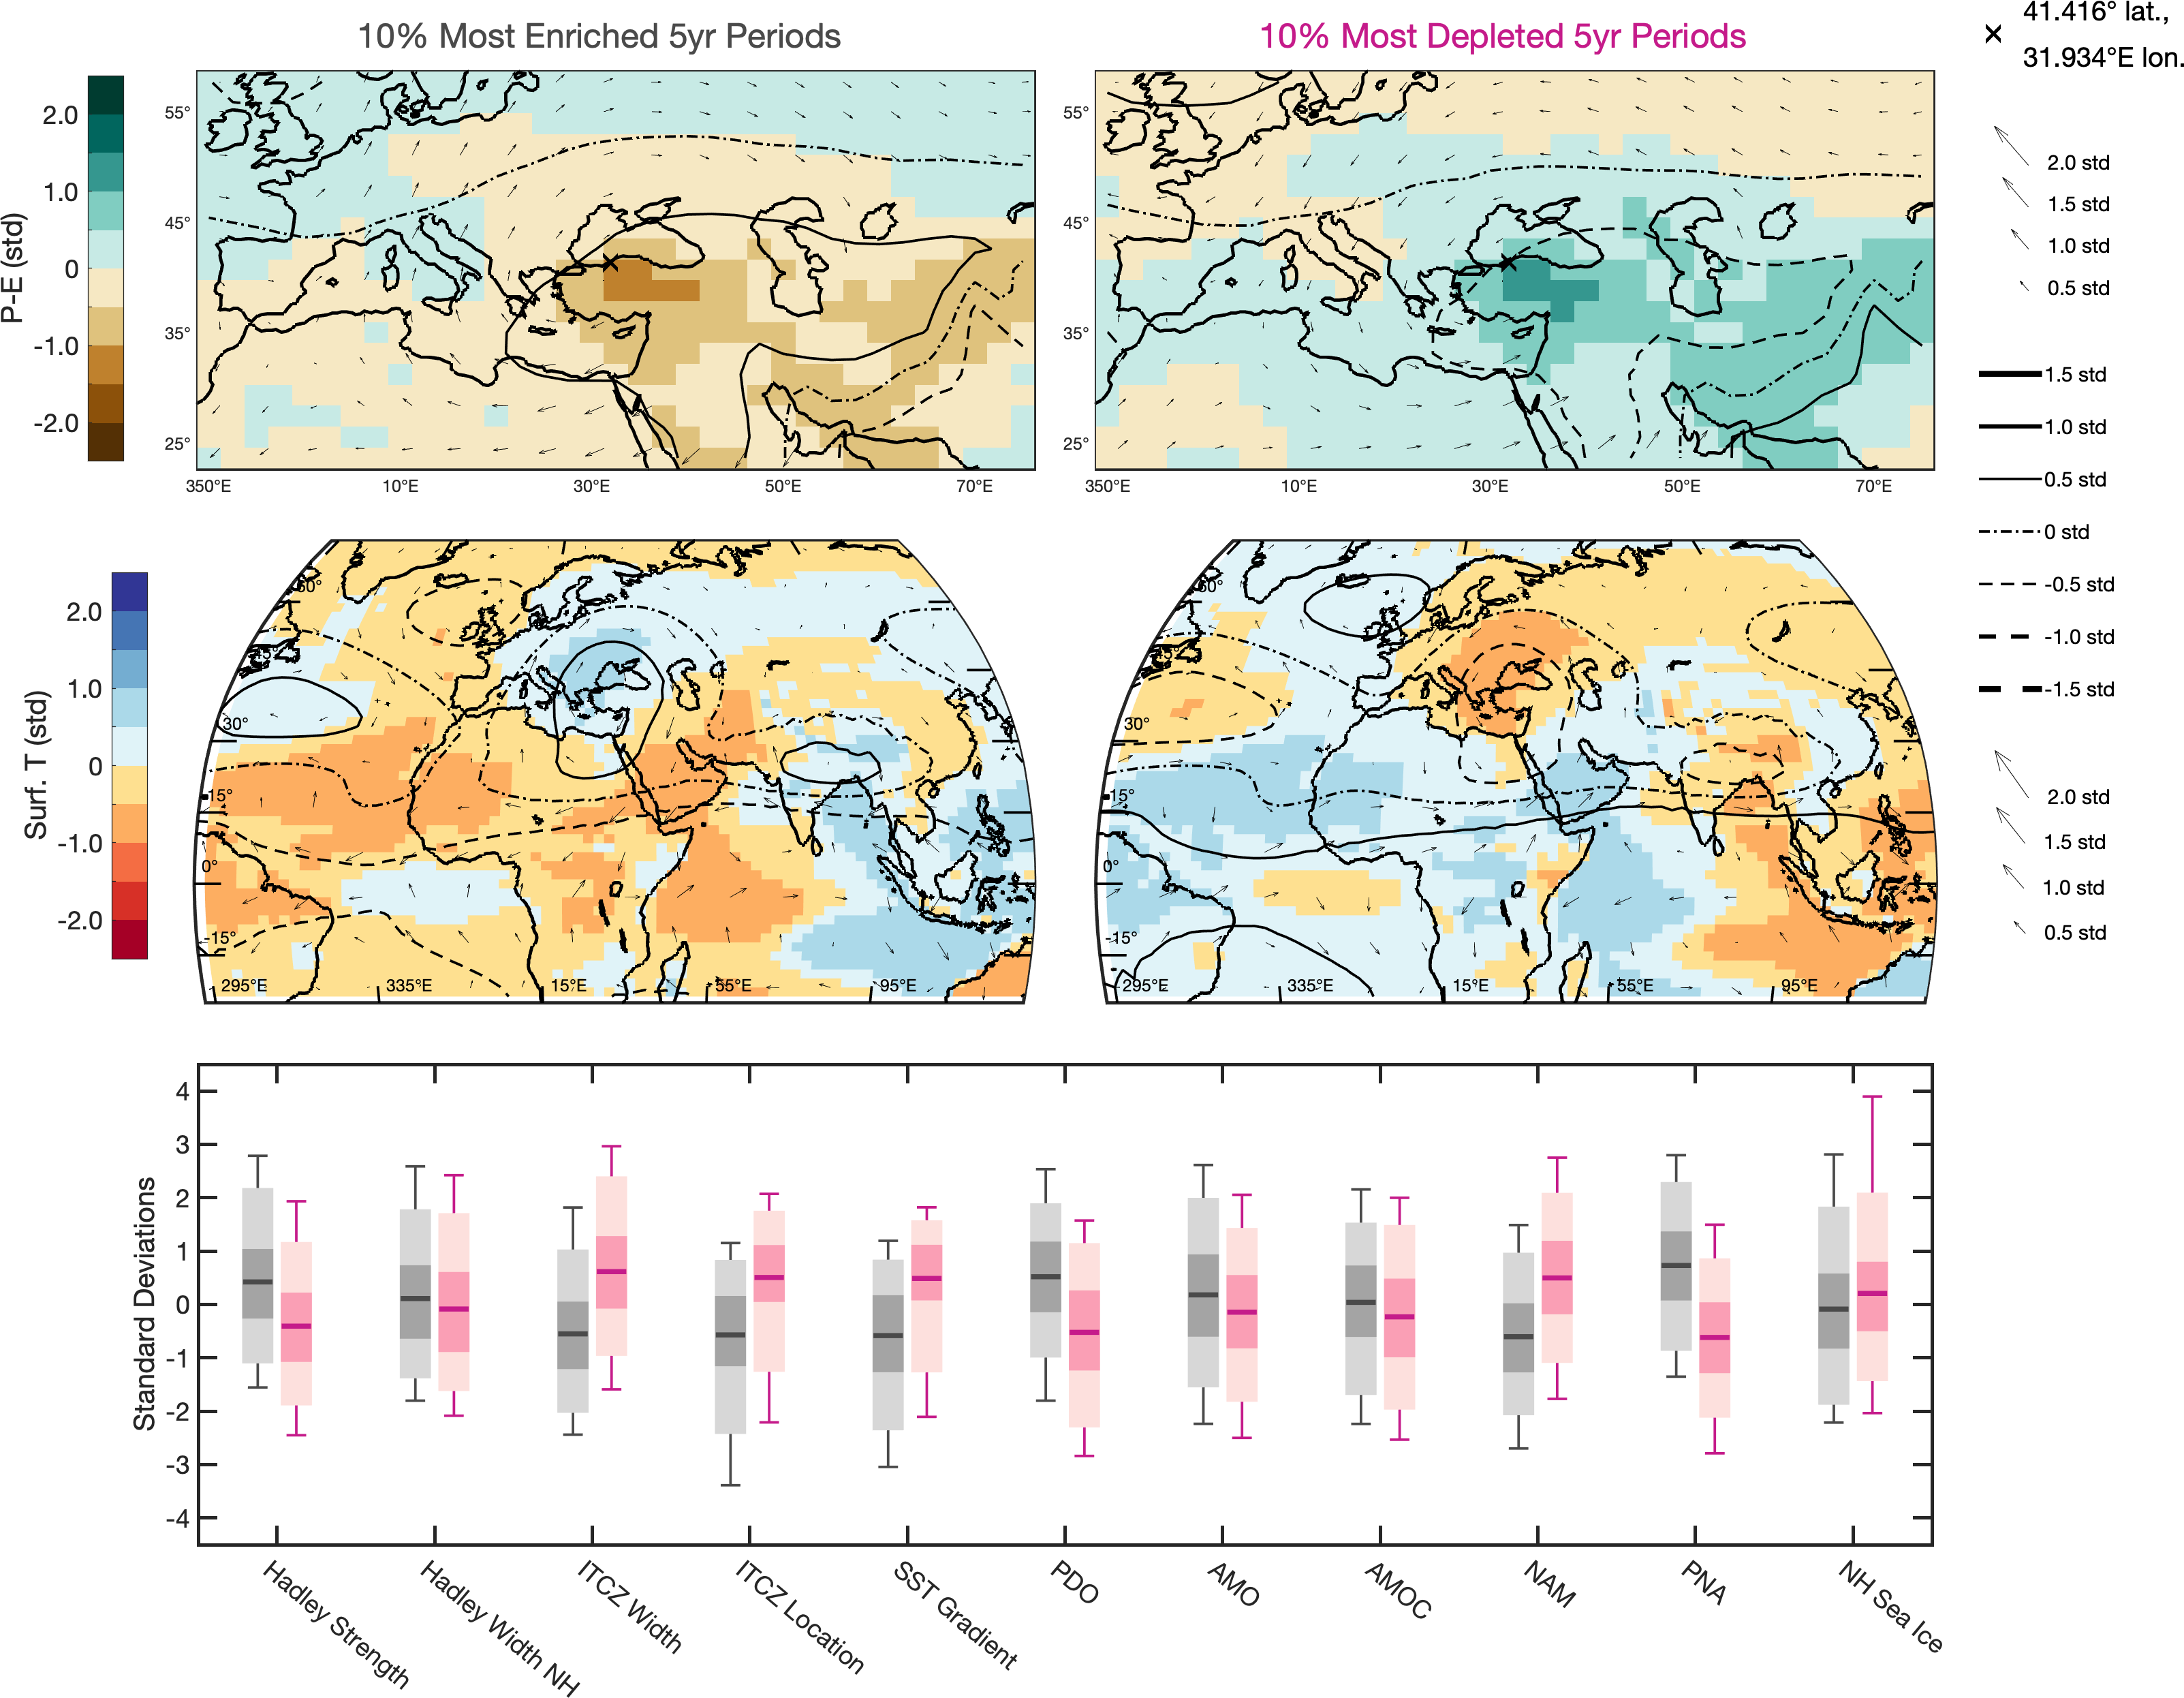 10% Most Enriched 5yr Periods
10% Most Depleted 5yr Periods
41.416° lat.,
31.934°E lon.
P-E (std)
2.0
1.0
0
-1.0
-2.0
55°
45°
35°
25°
350°E 10°E 30°E 50°E 70°E
55°
45°
35°
25°
350°E 10°E 30°E 50°E 70°E
2.0 std
1.5 std
1.0 std
0.5 std
1.5 std
1.0 std
0.5 std
0 std
-0.5 std
-1.0 std
-1.5 std
Surf. T (std)
2.0
1.0
0
-1.0
-2.0
60°
45°
30°
15°
0°
-15°
295°E 335°E 15°E 55°E 95°E
60°
45°
30°
15°
0°
-15°
295°E 335°E 15°E 55°E 95°E
2.0 std
1.5 std
1.0 std
0.5 std
Standard Deviations
4
3
2
1
0
-1
-2
-3
-4
Hadley Strength
Hadley Width NH
ITCZ Width
ITCZ Location
SST Gradient
PDO
AMO
AMOC
NAM
PNA
NH Sea Ice